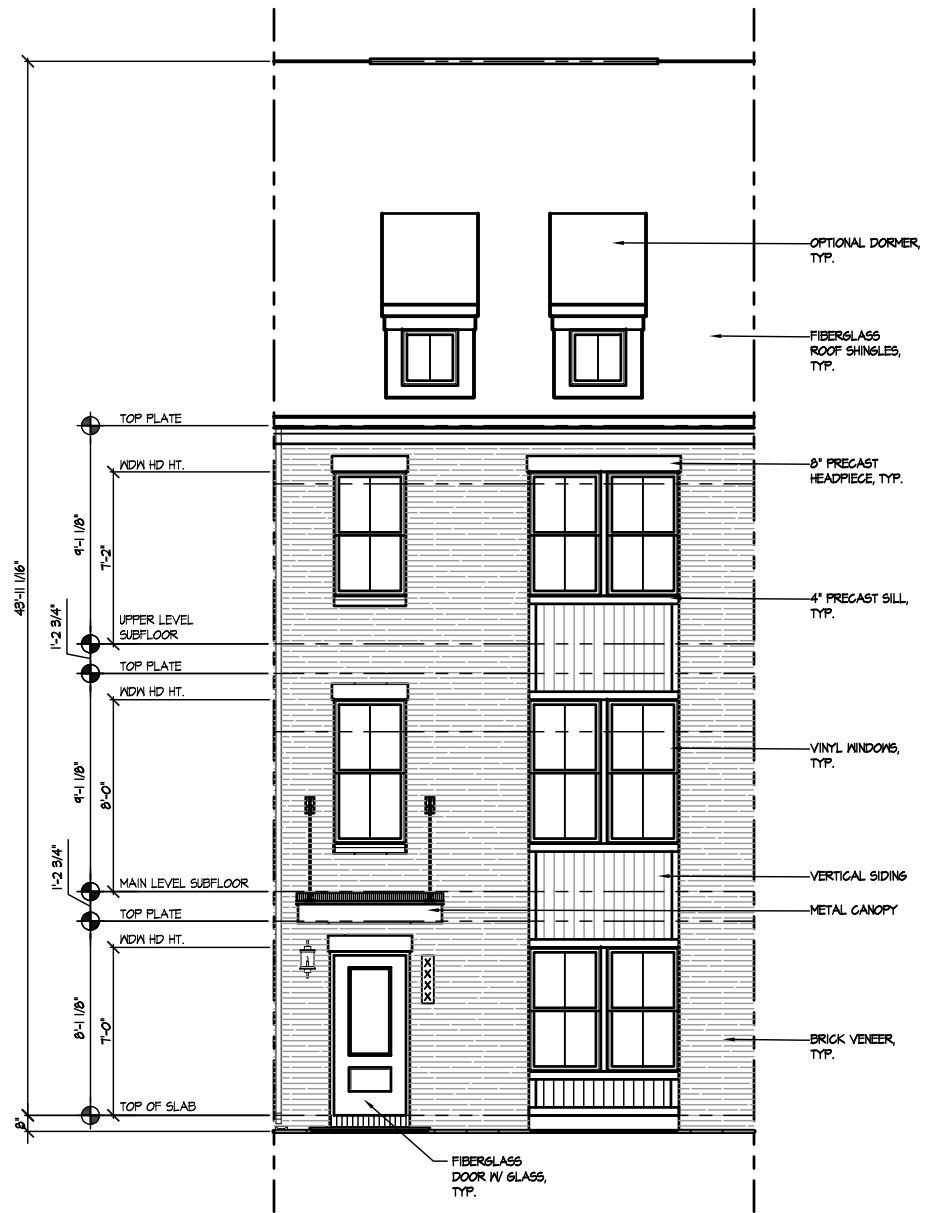 OPTIONAL DORMER,
TYP.
FIBERGLASS
ROOF SHINGLES,
TYP.
TOP PLATE
WDW HD HT.
8" PRECAST
HEADPIECE, TYP.
9'-1 1/8"
7'-2"
43'-11 1/16"
4" PRECAST SILL,
TYP.
UPPER LEVEL
SUBFLOOR
1'-2 3/4"
TOP PLATE
WDW HD HT.
VINYL WINDOWS,
TYP.
9'-1 1/8"
8'-0"
1'-2 3/4"
MAIN LEVEL SUBFLOOR
VERTICAL SIDING
TOP PLATE
METAL CANOPY
WDW HD HT.
X
X
X
X
8'-1 1/8"
7'-0"
BRICK VENEER,
TYP.
TOP OF SLAB
8"
FIBERGLASS
DOOR W/ GLASS,
TYP.